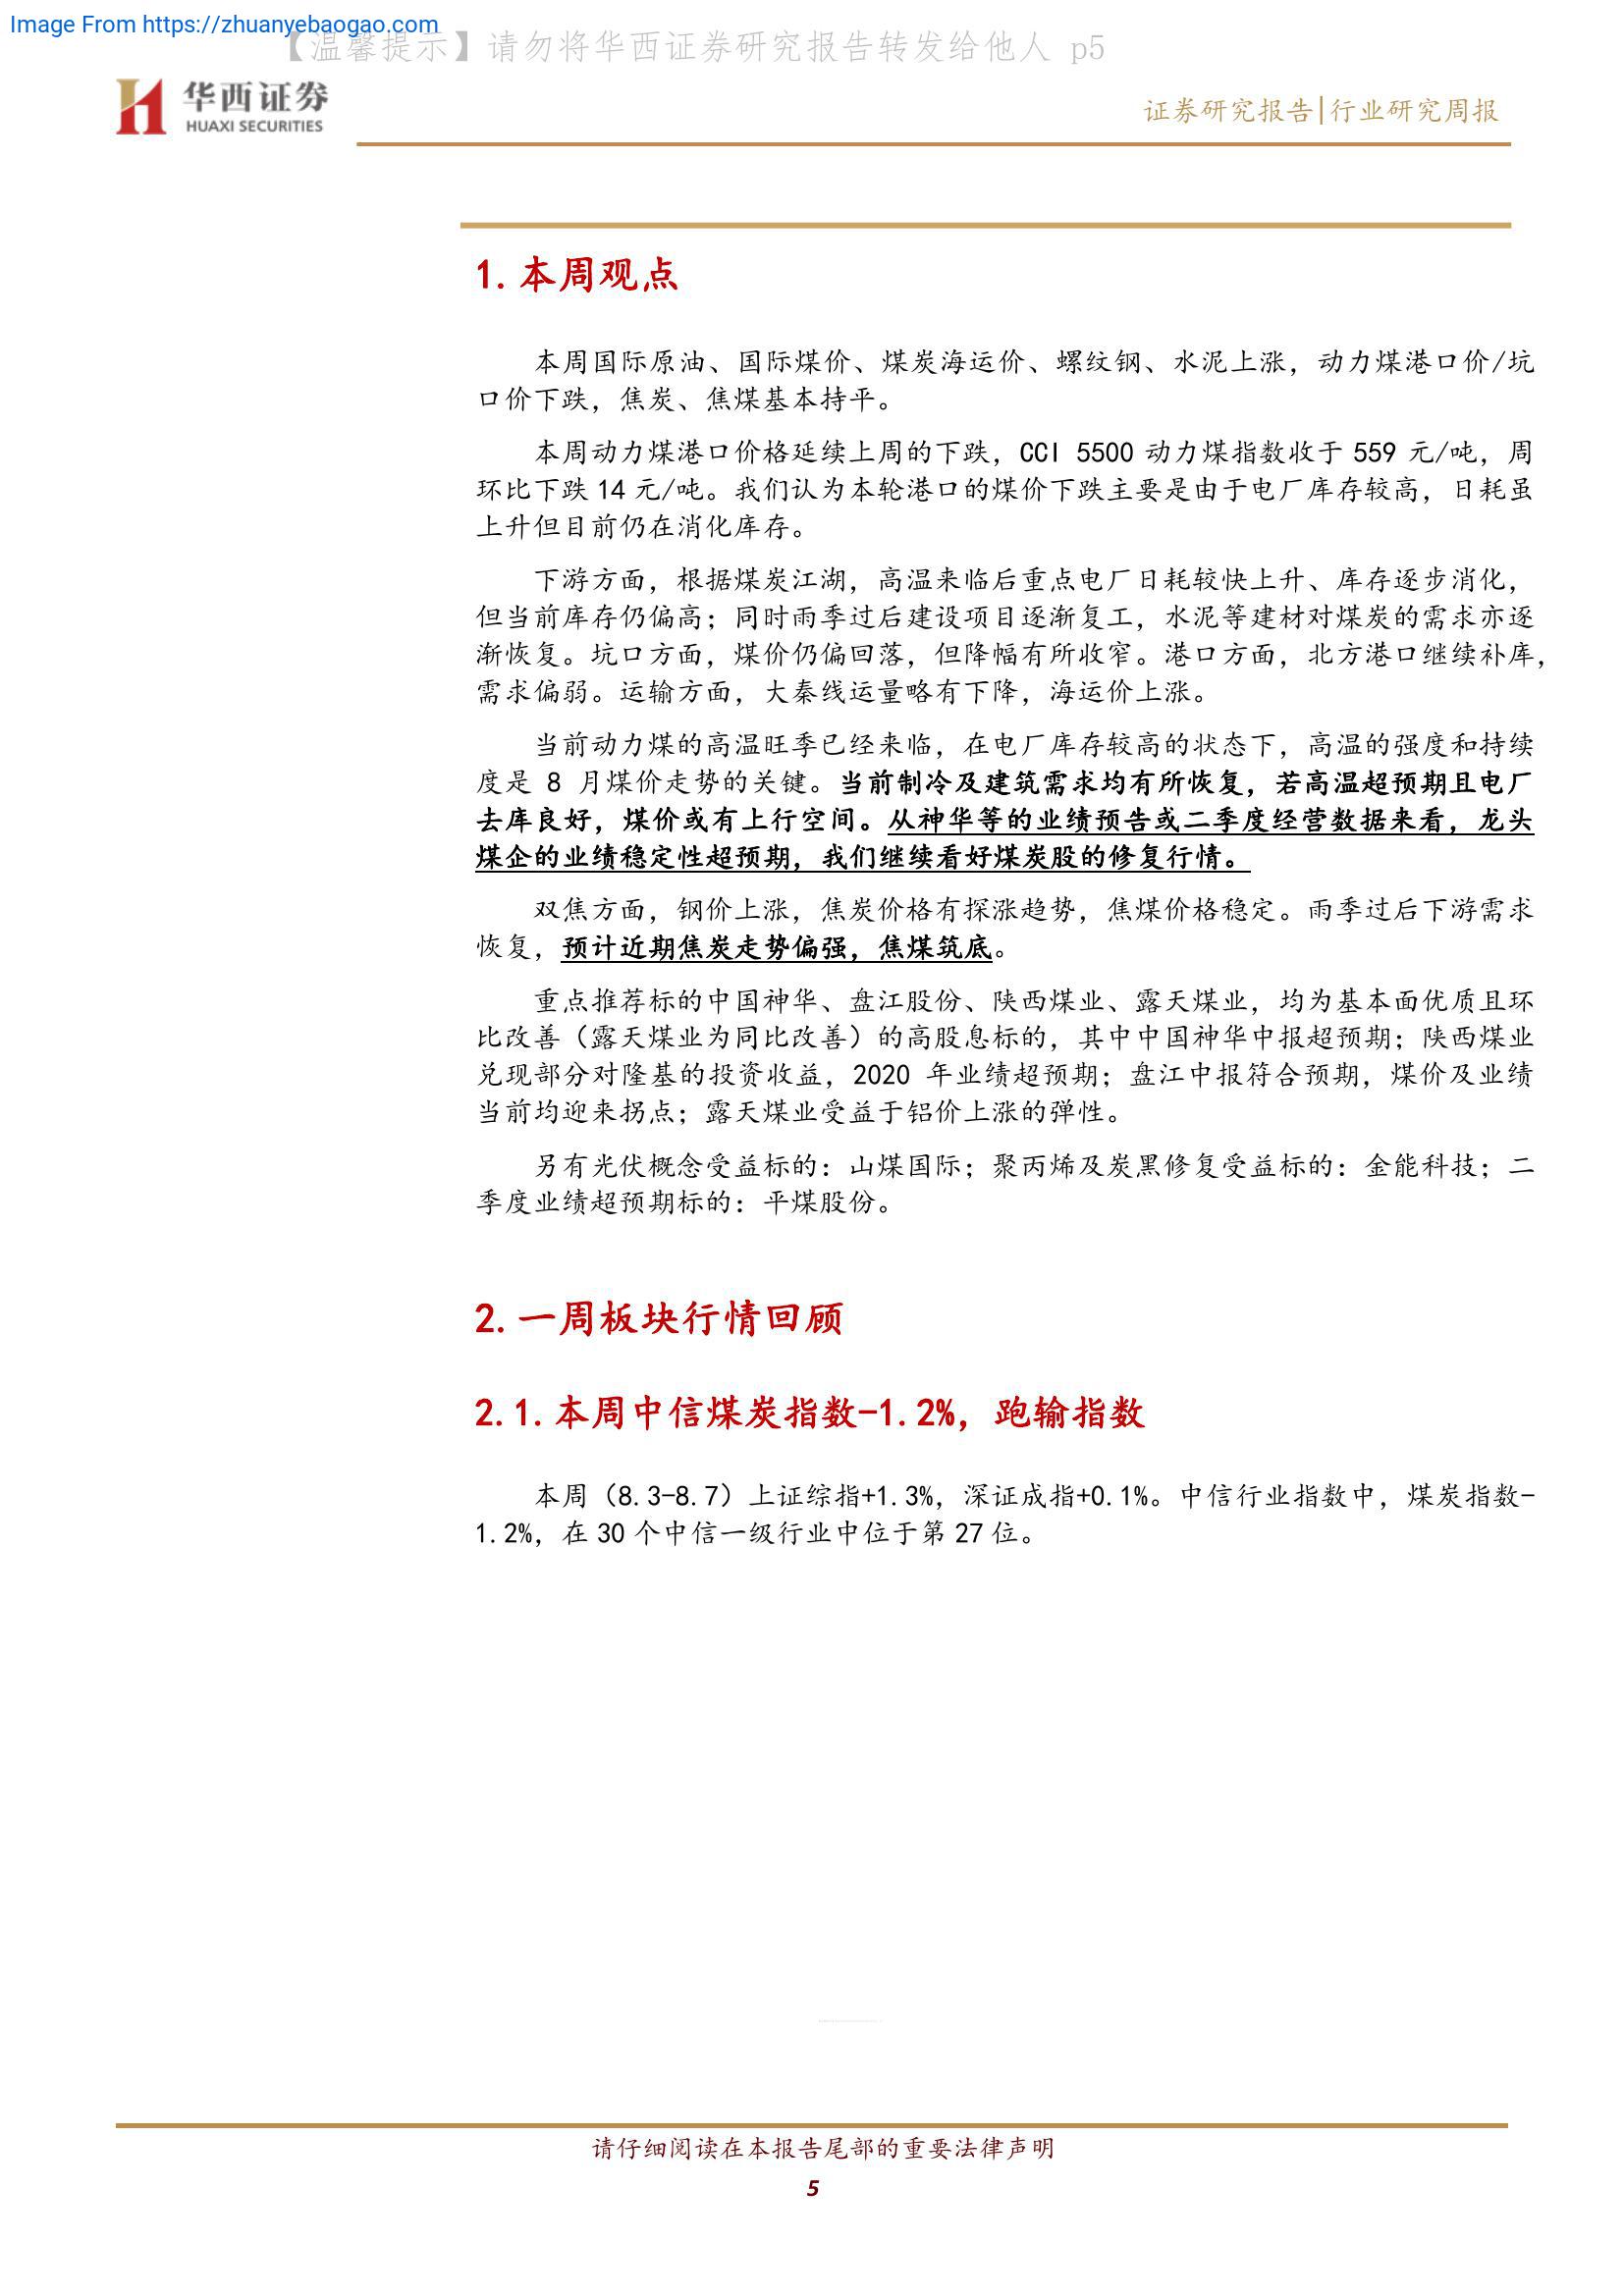 Image From https://zhuanyebaogao.com
【温馨提示】请勿将华西证券研究报告转发给他人 p5
华西证券
HUAXI SECURITIES
证券研究报告|行业研究周报
1. 本周观点
本周国际原油、国际煤价、煤炭海运价、螺纹钢、水泥上涨，动力煤港口价/坑
口价下跌，焦炭、焦煤基本持平。
本周动力煤港口价格延续上周的下跌，CCI 5500 动力煤指数收于 559 元/吨，周
环比下跌 14 元/吨。我们认为本轮港口的煤价下跌主要是由于电厂库存较高，日耗虽
上升但目前仍在消化库存。
下游方面，根据煤炭江湖，高温来临后重点电厂日耗较快上升、库存逐步消化，
但当前库存仍偏高；同时雨季过后建设项目逐渐复工，水泥等建材对煤炭的需求亦逐
渐恢复。坑口方面，煤价仍偏回落，但降幅有所收窄。港口方面，北方港口继续补库，
需求偏弱。运输方面，大秦线运量略有下降，海运价上涨。
当前动力煤的高温旺季已经来临，在电厂库存较高的状态下，高温的强度和持续
度是 8 月煤价走势的关键。当前制冷及建筑需求均有所恢复，若高温超预期且电厂
去库良好，煤价或有上行空间。从神华等的业绩预告或二季度经营数据来看，龙头
煤企的业绩稳定性超预期，我们继续看好煤炭股的修复行情。
双焦方面，钢价上涨，焦炭价格有探涨趋势，焦煤价格稳定。雨季过后下游需求
恢复，预计近期焦炭走势偏强，焦煤筑底。
重点推荐标的中国神华、盘江股份、陕西煤业、露天煤业，均为基本面优质且环
比改善（露天煤业为同比改善）的高股息标的，其中中国神华中报超预期；陕西煤业
兑现部分对隆基的投资收益，2020 年业绩超预期；盘江中报符合预期，煤价及业绩
当前均迎来拐点；露天煤业受益于铝价上涨的弹性。
另有光伏概念受益标的：山煤国际；聚丙烯及炭黑修复受益标的：金能科技；二
季度业绩超预期标的：平煤股份。
2. 一周板块行情回顾
2.1. 本周中信煤炭指数-1.2%，跑输指数
本周（8.3-8.7）上证综指+1.3%，深证成指+0.1%。中信行业指数中，煤炭指数-
1.2%，在 30 个中信一级行业中位于第 27 位。
请仔细阅读在本报告尾部的重要法律声明
5